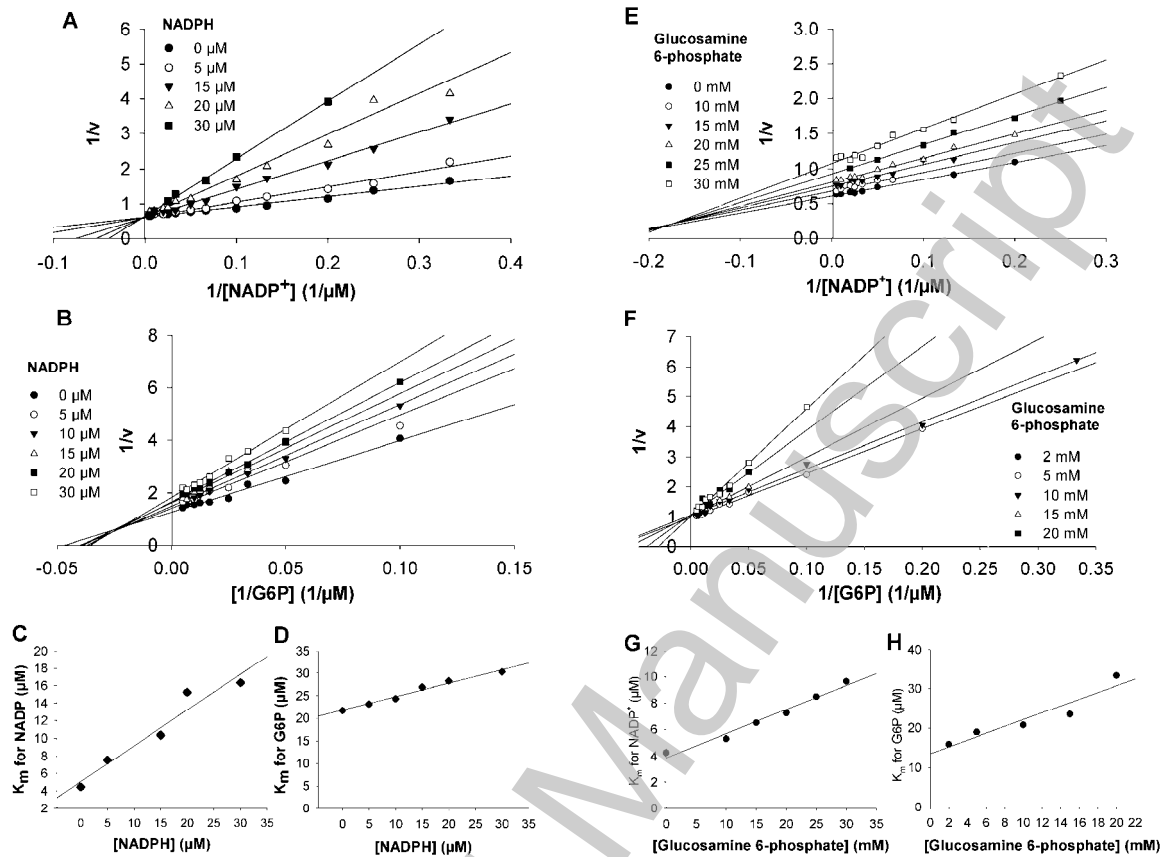 A
NADPH
0 µM
5 µM
15 µM
20 µM
30 µM
1/v
6
5
4
3
2
1
0
-0.1 0.0 0.1 0.2 0.3 0.4
1/[NADP⁺] (1/µM)
B
NADPH
0 µM
5 µM
10 µM
15 µM
20 µM
30 µM
1/v
8
6
4
2
0
-0.05 0.00 0.05 0.10 0.15
[1/G6P] (1/µM)
C
Kₘ for NADP (µM)
20
18
16
14
12
10
8
6
4
2
0 5 10 15 20 25 30 35
[NADPH] (µM)
D
Kₘ for G6P (µM)
35
30
25
20
15
10
5
0
0 5 10 15 20 25 30 35
[NADPH] (µM)
E
Glucosamine
6-phosphate
0 mM
10 mM
15 mM
20 mM
25 mM
30 mM
1/v
3.0
2.5
2.0
1.5
1.0
0.5
0.0
-0.2 -0.1 0.0 0.1 0.2 0.3
1/[NADP⁺] (1/µM)
F
Glucosamine
6-phosphate
2 mM
5 mM
10 mM
15 mM
20 mM
1/v
7
6
5
4
3
2
1
0
0.00 0.05 0.10 0.15 0.20 0.25 0.30 0.35
1/[G6P] (1/µM)
G
Kₘ for NADP⁺ (µM)
14
12
10
8
6
4
2
0
0 5 10 15 20 25 30 35
[Glucosamine 6-phosphate] (mM)
H
Kₘ for G6P (µM)
40
30
20
10
0
0 2 4 6 8 10 12 14 16 18 20 22
[Glucosamine 6-phosphate] (mM)
Manuscript